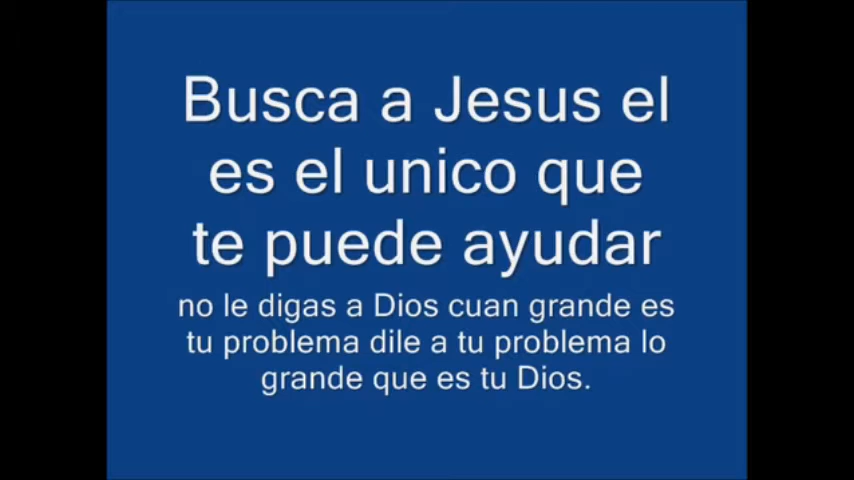 Busca a Jesus el
es el unico que
te puede ayudar
no le digas a Dios cuan grande es
tu problema dile a tu problema lo
grande que es tu Dios.